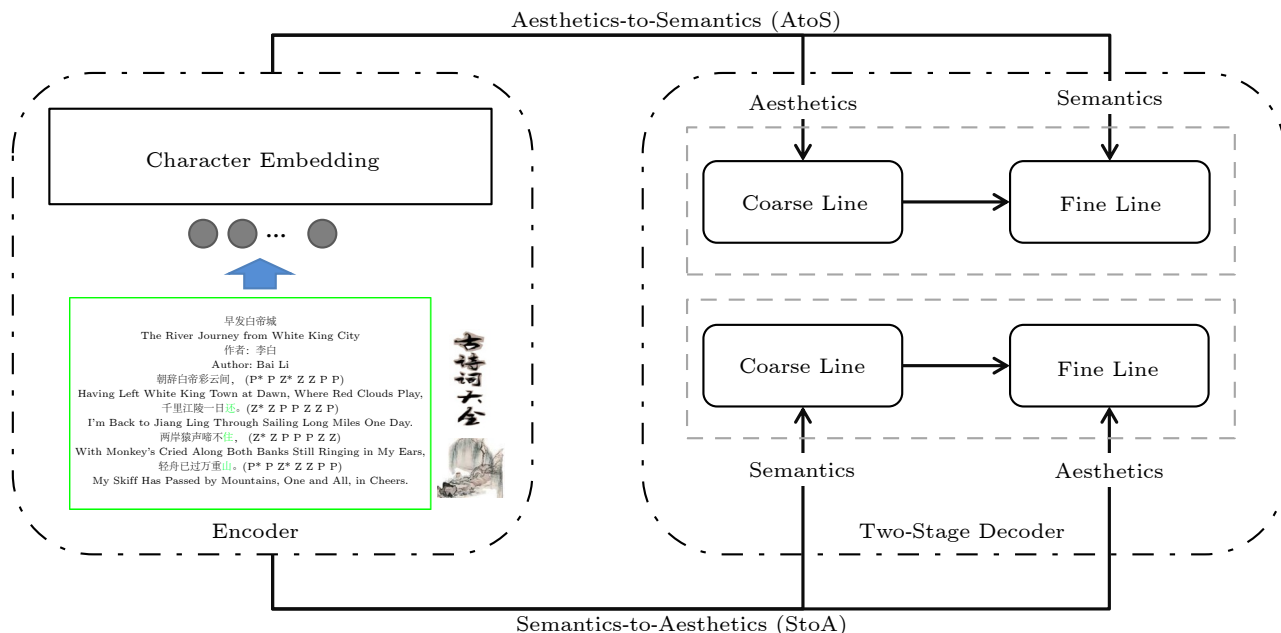 Aesthetics-to-Semantics (AtoS)
Character Embedding
...
早发白帝城
The River Journey from White King City
作者: 李白
Author: Bai Li
朝辞白帝彩云间, (P* P Z* Z Z P P)
Having Left White King Town at Dawn, Where Red Clouds Play,
千里江陵一日还。(Z* Z P P Z Z P)
I'm Back to Jiang Ling Through Sailing Long Miles One Day.
两岸猿声啼不住, (Z* Z P P P Z Z)
With Monkey's Cried Along Both Banks Still Ringing in My Ears,
轻舟已过万重山。(P* P Z* Z Z P P)
My Skiff Has Passed by Mountains, One and All, in Cheers.
古诗词大全
Encoder
Aesthetics
Semantics
Coarse Line
Fine Line
Coarse Line
Fine Line
Semantics
Aesthetics
Two-Stage Decoder
Semantics-to-Aesthetics (StoA)